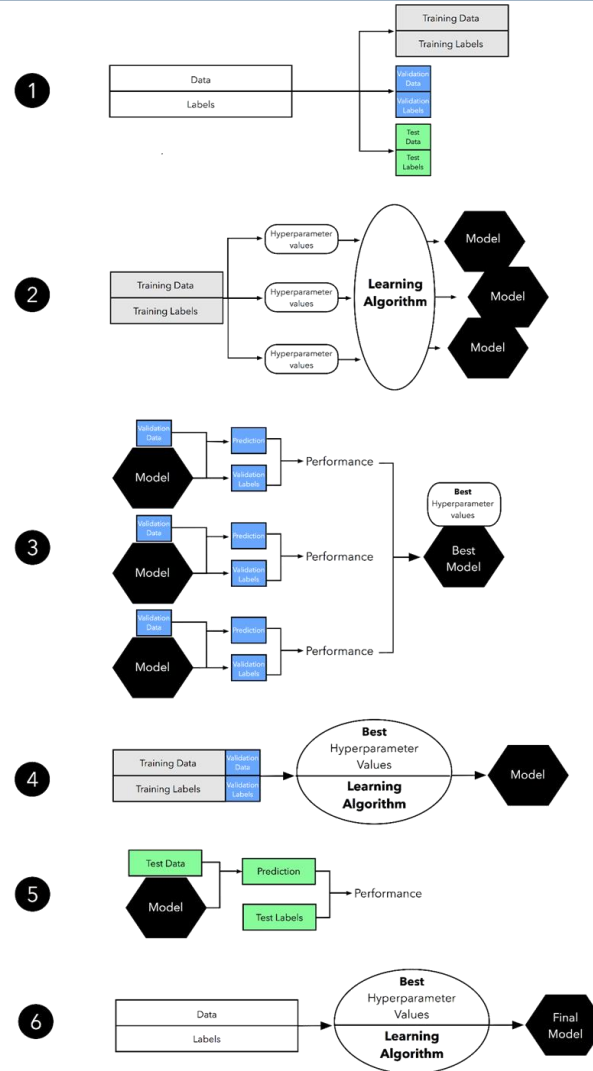 Training Data
Training Labels
1
Data
Labels
Validation
Data
Validation
Labels
Test
Data
Test
Labels
2
Training Data
Training Labels
Hyperparameter
values
Hyperparameter
values
Hyperparameter
values
Learning
Algorithm
Model
Model
Model
3
Validation
Data
Model
Prediction
Validation
Labels
Performance
Validation
Data
Model
Prediction
Validation
Labels
Performance
Validation
Data
Model
Prediction
Validation
Labels
Performance
Best
Hyperparameter
values
Best
Model
4
Training Data
Training Labels
Validation
Data
Validation
Labels
Best
Hyperparameter
Values
Learning
Algorithm
Model
5
Test Data
Model
Prediction
Test Labels
Performance
6
Data
Labels
Best
Hyperparameter
Values
Learning
Algorithm
Final
Model